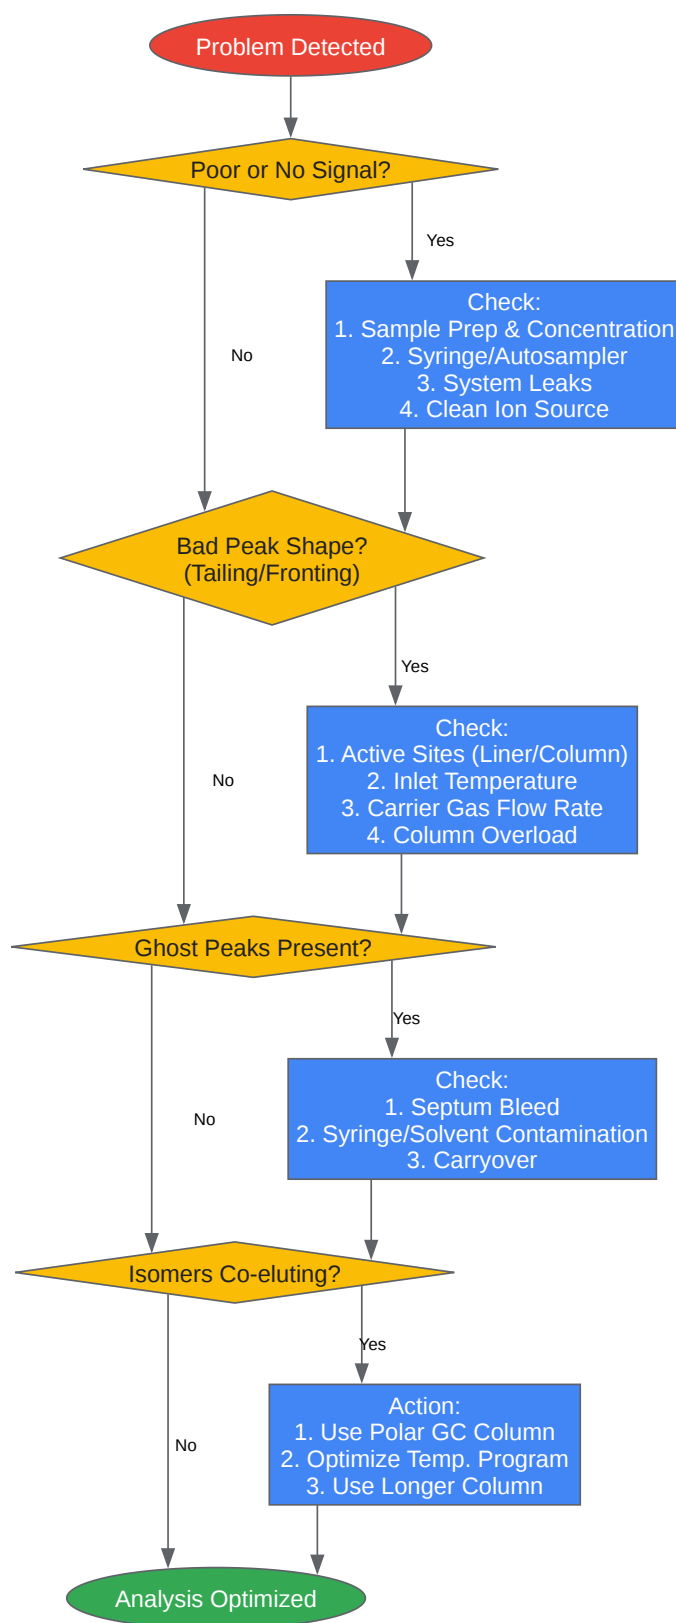 Problem Detected
Poor or No Signal?
Yes
Check:
1. Sample Prep & Concentration
2. Syringe/Autosampler
3. System Leaks
4. Clean Ion Source
No
Bad Peak Shape?
(Tailing/Fronting)
Yes
Check:
1. Active Sites (Liner/Column)
2. Inlet Temperature
3. Carrier Gas Flow Rate
4. Column Overload
No
Ghost Peaks Present?
Yes
Check:
1. Septum Bleed
2. Syringe/Solvent Contamination
3. Carryover
No
Isomers Co-eluting?
Yes
Action:
1. Use Polar GC Column
2. Optimize Temp. Program
3. Use Longer Column
No
Analysis Optimized